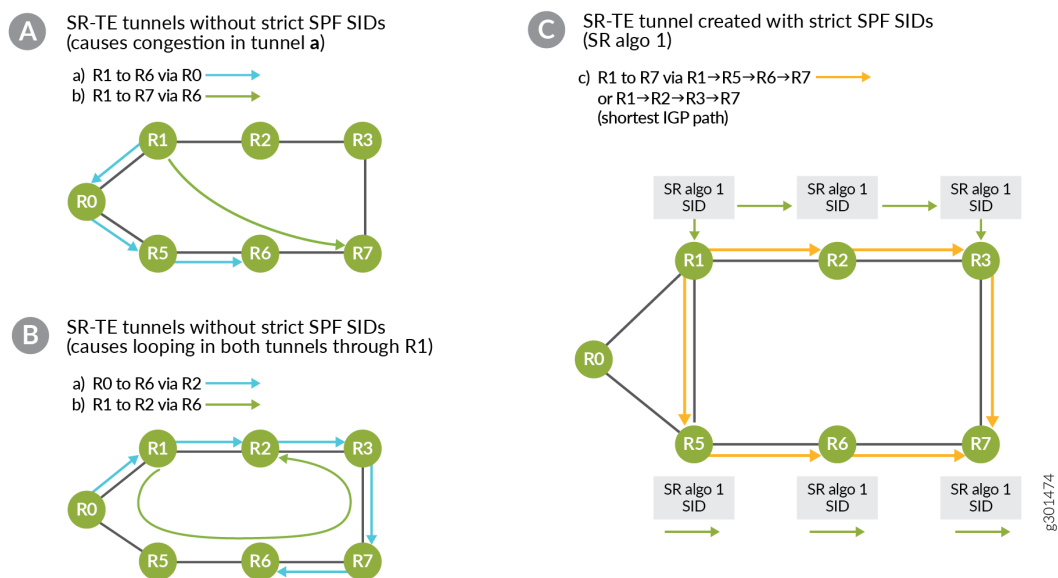 A
SR-TE tunnels without strict SPF SIDs
(causes congestion in tunnel a)
a) R1 to R6 via R0
b) R1 to R7 via R6
R1
R2
R3
R0
R5
R6
R7
B
SR-TE tunnels without strict SPF SIDs
(causes looping in both tunnels through R1)
a) R0 to R6 via R2
b) R1 to R2 via R6
R1
R2
R3
R0
R5
R6
R7
C
SR-TE tunnel created with strict SPF SIDs
(SR algo 1)
c) R1 to R7 via R1→R5→R6→R7
or R1→R2→R3→R7
(shortest IGP path)
SR algo 1
SID
SR algo 1
SID
SR algo 1
SID
R1
R2
R3
R0
R5
R6
R7
SR algo 1
SID
SR algo 1
SID
SR algo 1
SID
g301474